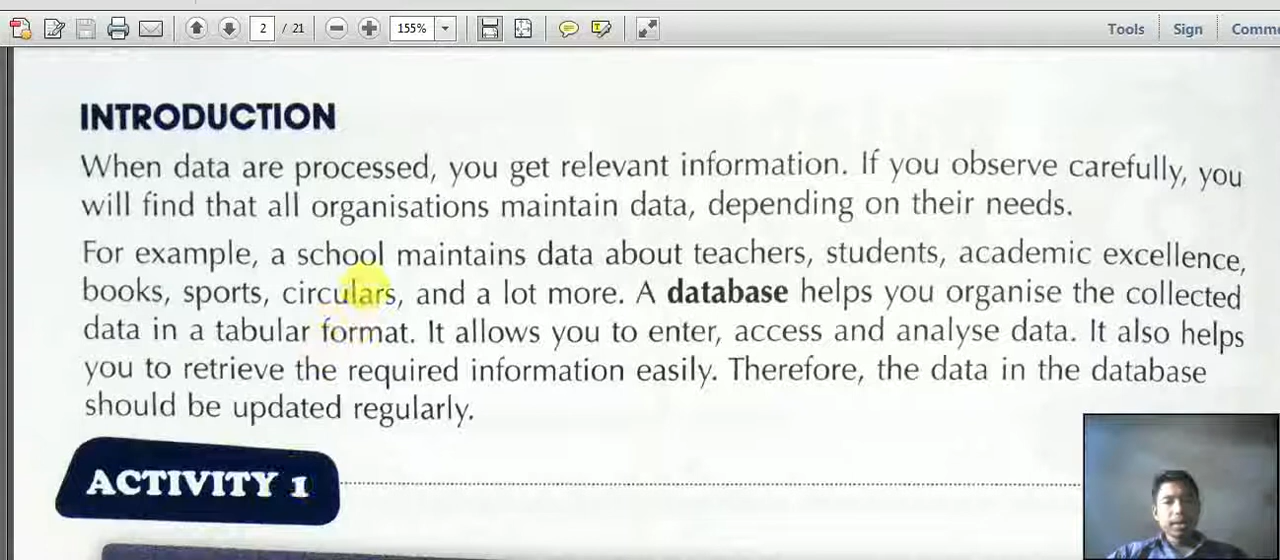 2 / 21
155%
Tools
Sign
INTRODUCTION
When data are processed, you get relevant information. If you observe carefully, you
will find that all organisations maintain data, depending on their needs.
For example, a school maintains data about teachers, students, academic excellence,
books, sports, circulars, and a lot more. A database helps you organise the collected
data in a tabular format. It allows you to enter, access and analyse data. It also helps
you to retrieve the required information easily. Therefore, the data in the database
should be updated regularly.
ACTIVITY 1